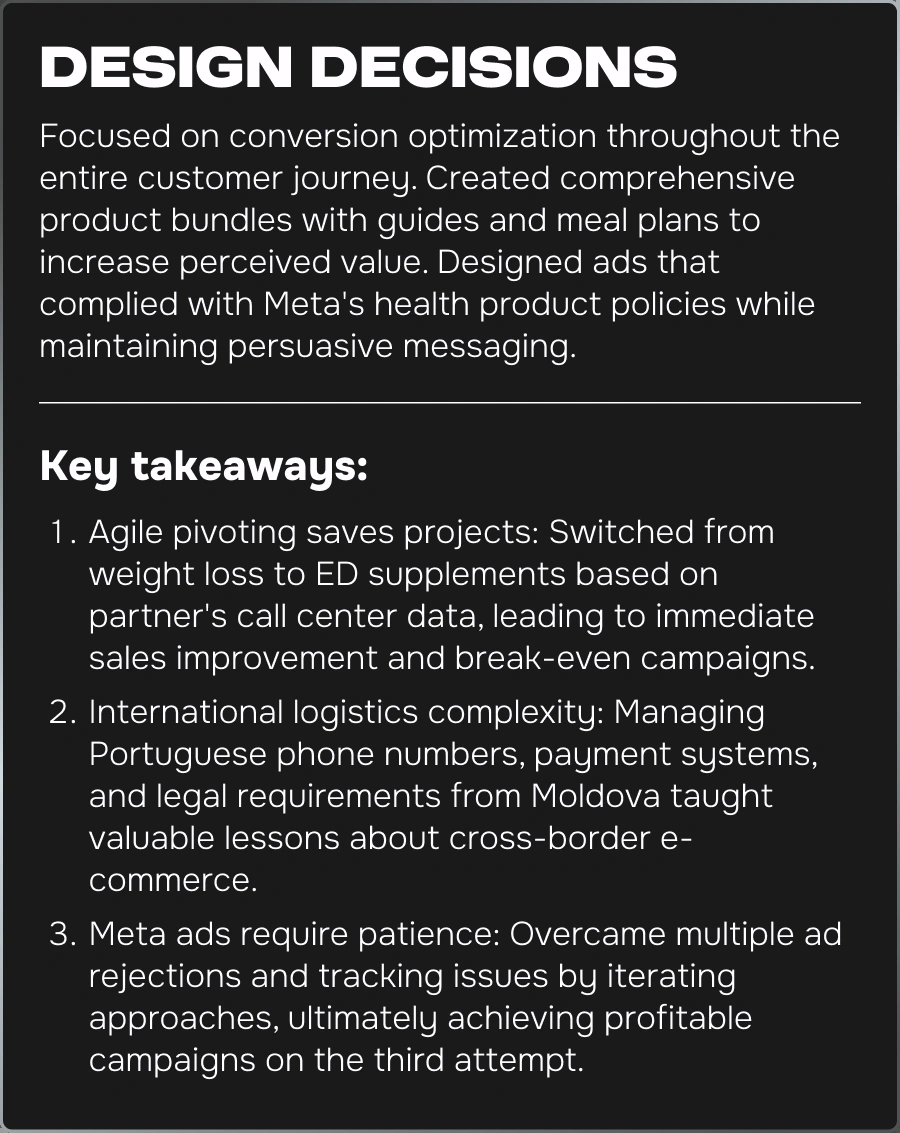 DESIGN DECISIONS
Focused on conversion optimization throughout the
entire customer journey. Created comprehensive
product bundles with guides and meal plans to
increase perceived value. Designed ads that
complied with Meta's health product policies while
maintaining persuasive messaging.
Key takeaways:
1. Agile pivoting saves projects: Switched from
weight loss to ED supplements based on
partner's call center data, leading to immediate
sales improvement and break-even campaigns.
2. International logistics complexity: Managing
Portuguese phone numbers, payment systems,
and legal requirements from Moldova taught
valuable lessons about cross-border e-
commerce.
3. Meta ads require patience: Overcame multiple ad
rejections and tracking issues by iterating
approaches, ultimately achieving profitable
campaigns on the third attempt.